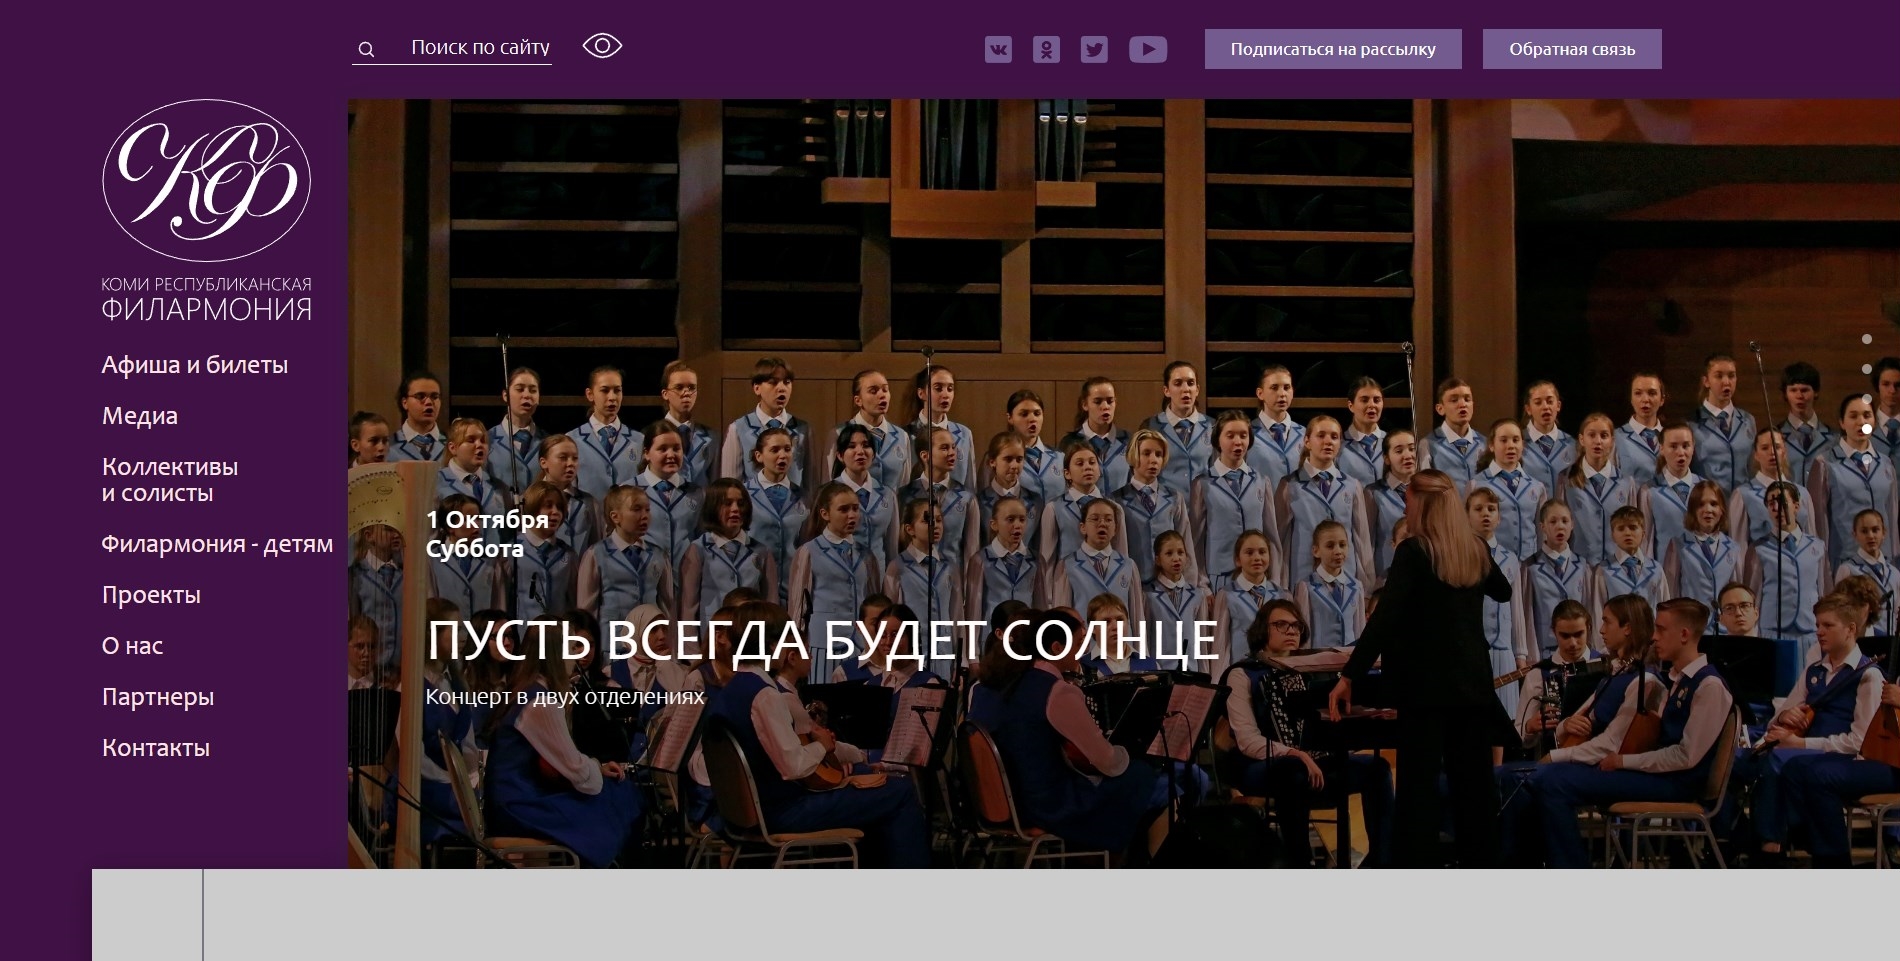 Поиск по сайту
Подписаться на рассылку
Обратная связь
КРФ
КОМИ РЕСПУБЛИКАНСКАЯ
ФИЛАРМОНИЯ
Афиша и билеты
Медиа
Коллективы
и солисты
Филармония - детям
Проекты
О нас
Партнеры
Контакты
1 Октября
Суббота
ПУСТЬ ВСЕГДА БУДЕТ СОЛНЦЕ
Концерт в двух отделениях